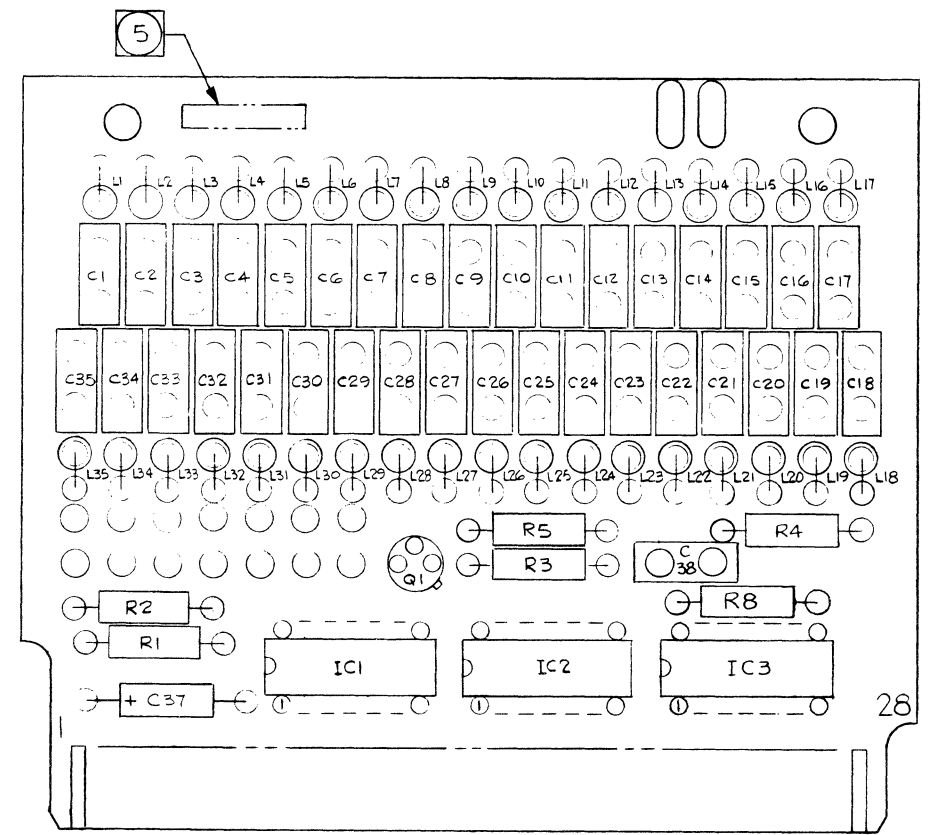 5
L1 L2 L3 L4 L5 L6 L7 L8 L9 L10 L11 L12 L13 L14 L15 L16 L17
C1 C2 C3 C4 C5 C6 C7 C8 C9 C10 C11 C12 C13 C14 C15 C16 C17
C35 C34 C33 C32 C31 C30 C29 C28 C27 C26 C25 C24 C23 C22 C21 C20 C19 C18
L35 L34 L33 L32 L31 L30 L29 L28 L27 L26 L25 L24 L23 L22 L21 L20 L19 L18
R5 R4
C
38
R3
Q1
R2 R8
R1
IC1 IC2 IC3
+ C37
1 1 1
28
1